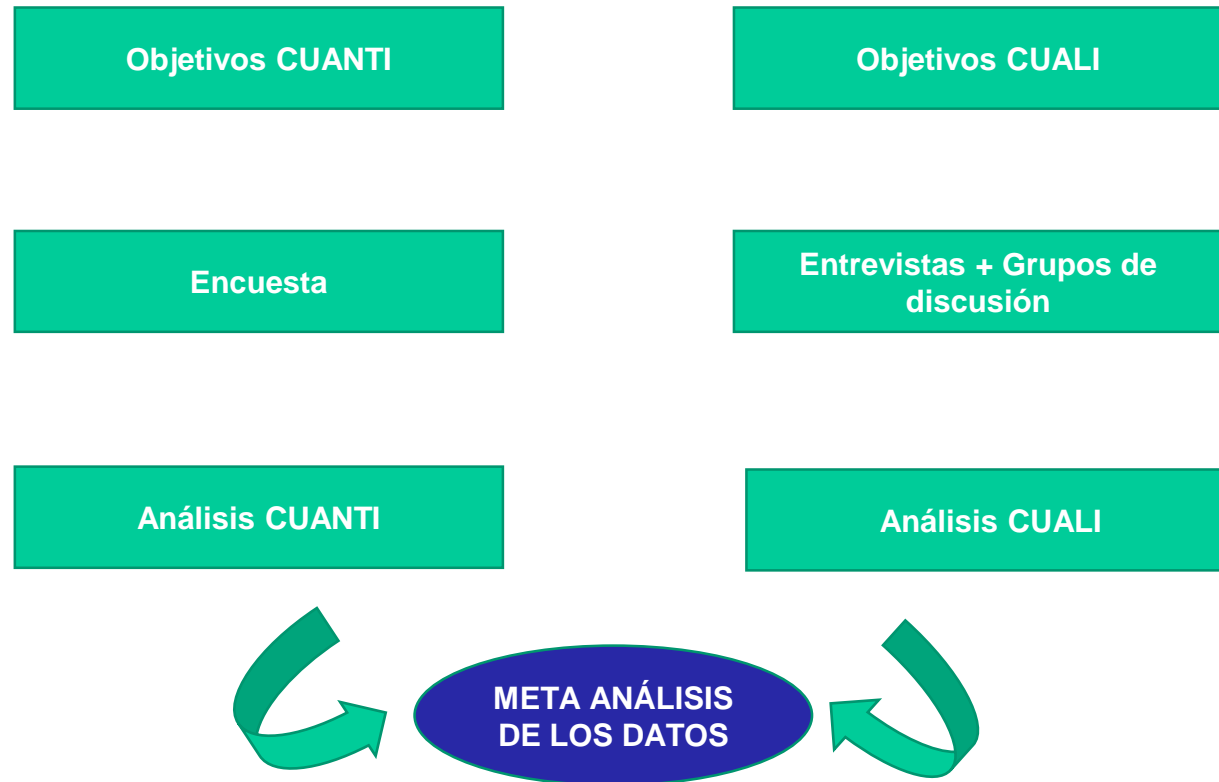 Objetivos CUANTI
Objetivos CUALI
Encuesta
Entrevistas + Grupos de
discusión
Análisis CUANTI
Análisis CUALI
META ANÁLISIS
DE LOS DATOS